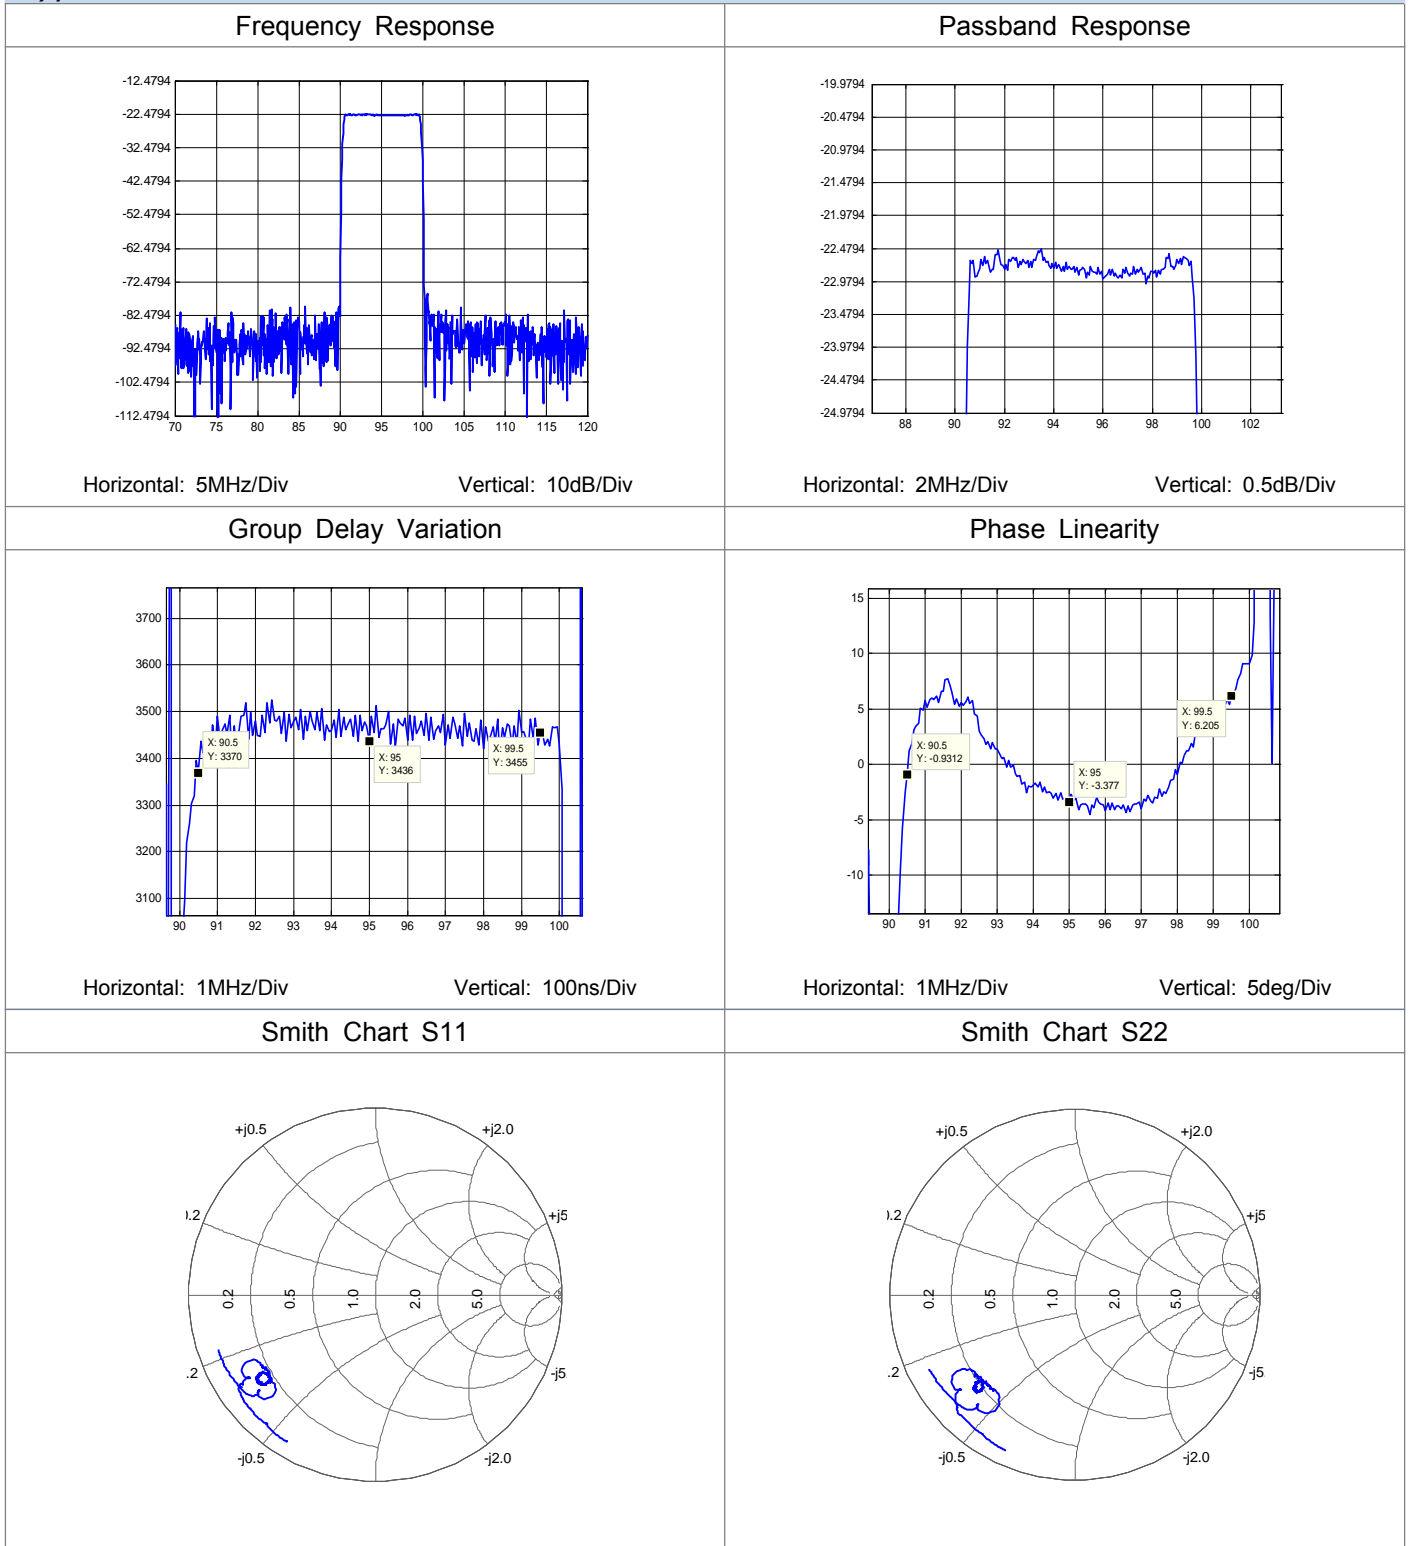 Frequency Response
Passband Response
-12.4794
-22.4794
-32.4794
-42.4794
-52.4794
-62.4794
-72.4794
-82.4794
-92.4794
-102.4794
-112.4794
70 75 80 85 90 95 100 105 110 115 120
Horizontal: 5MHz/Div Vertical: 10dB/Div
-19.9794
-20.4794
-20.9794
-21.4794
-21.9794
-22.4794
-22.9794
-23.4794
-23.9794
-24.4794
-24.9794
88 90 92 94 96 98 100 102
Horizontal: 2MHz/Div Vertical: 0.5dB/Div
Group Delay Variation
Phase Linearity
3700
3600
3500
3400
3300
3200
3100
X: 90.5
Y: 3370
X: 95
Y: 3436
X: 99.5
Y: 3455
90 91 92 93 94 95 96 97 98 99 100
Horizontal: 1MHz/Div Vertical: 100ns/Div
15
10
5
0
-5
-10
X: 90.5
Y: -0.9312
X: 95
Y: -3.377
X: 99.5
Y: 6.205
90 91 92 93 94 95 96 97 98 99 100
Horizontal: 1MHz/Div Vertical: 5deg/Div
Smith Chart S11
Smith Chart S22
+j0.5 +j2.0
).2 +j5
0.2 0.5 1.0 2.0 5.0
.2 -j5
-j0.5 -j2.0
+j0.5 +j2.0
).2 +j5
0.2 0.5 1.0 2.0 5.0
.2 -j5
-j0.5 -j2.0